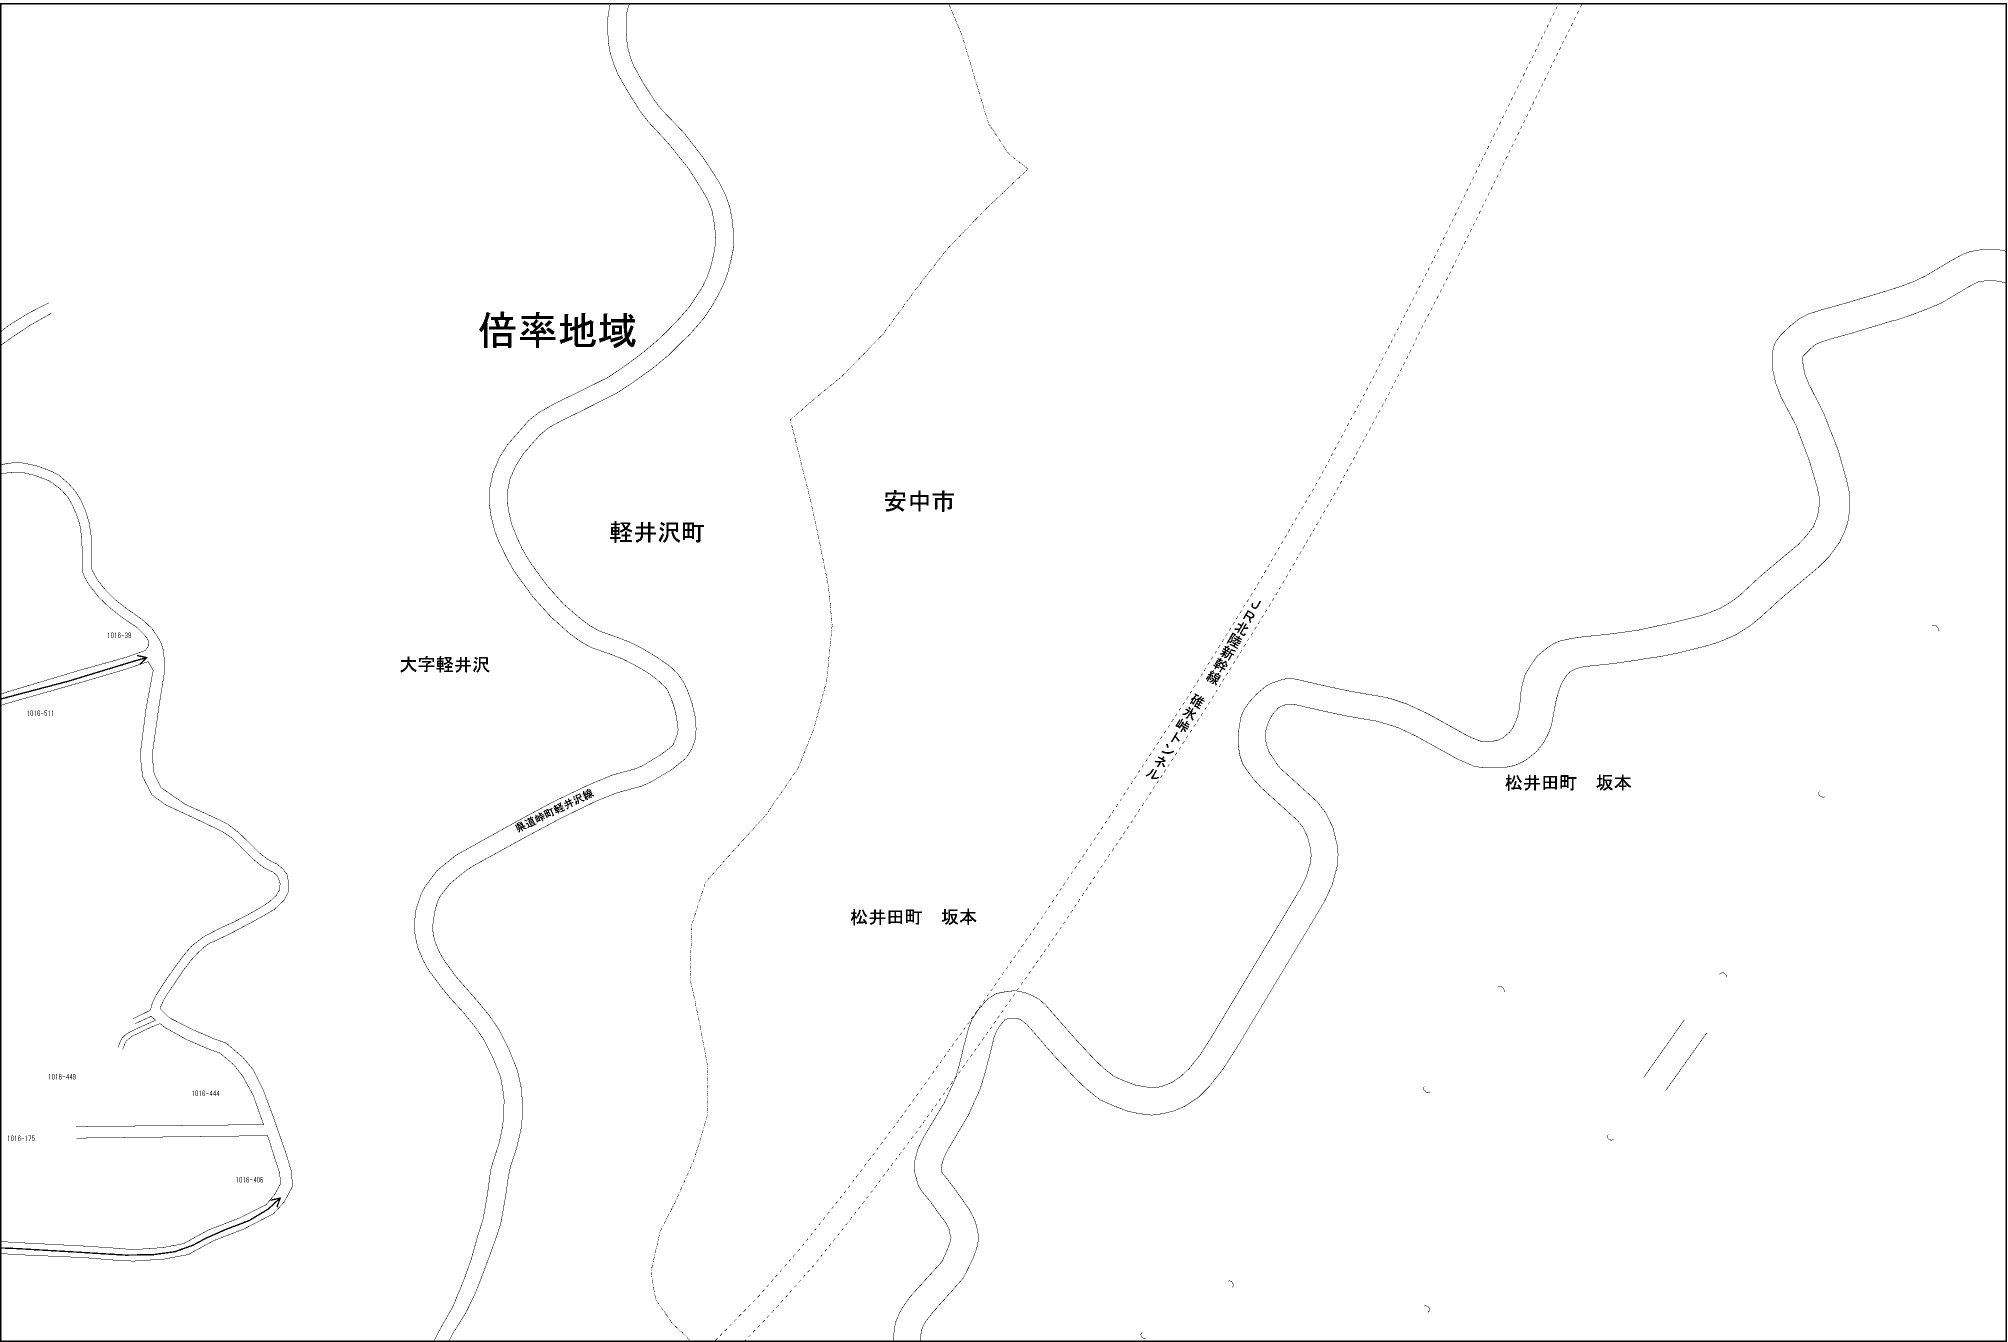 倍率地域
安中市
軽井沢町
1016-39
大字軽井沢
JR北陸新幹線　碓氷峠トンネル
1016-511
松井田町　坂本
県道峠町軽井沢線
松井田町　坂本
1016-449
1016-444
1016-175
1016-406